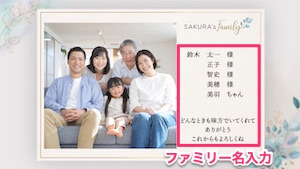 SAKURA's Family
鈴木 太一 様
正子 様
智史 様
美穂 様
美羽 ちゃん
どんなときも味方でいてくれて
ありがとう
これからもよろしくね
ファミリー名入力